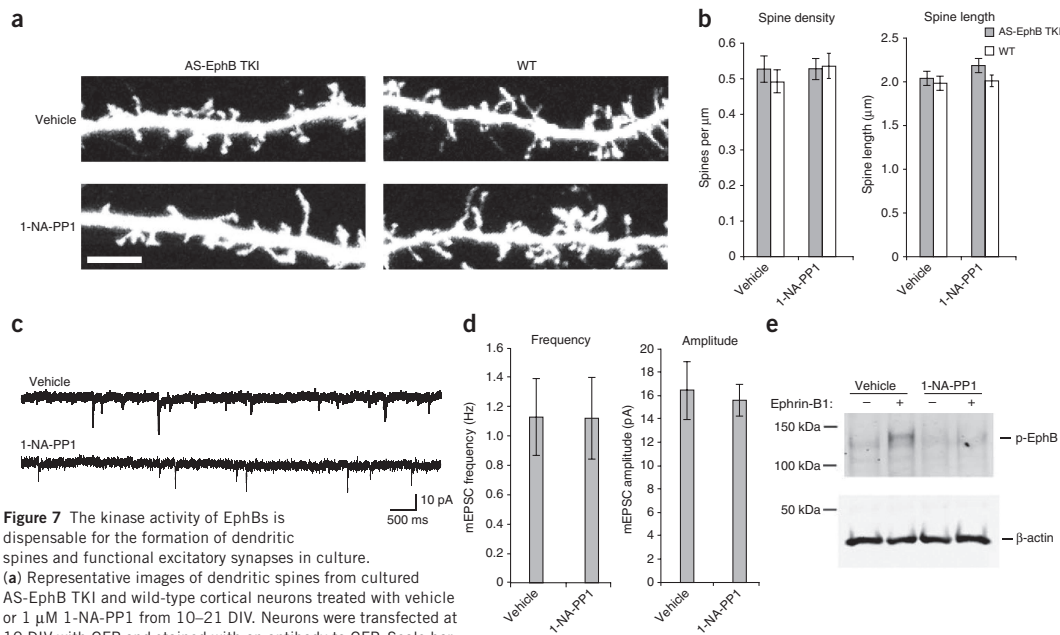 a
AS-EphB TKI
WT
Vehicle
1-NA-PP1
b
Spine density
Spines per μm
0.6
0.5
0.4
0.3
0.2
0.1
0
Vehicle
1-NA-PP1
Spine length
AS-EphB TKI
WT
Spine length (μm)
2.5
2.0
1.5
1.0
0.5
0
Vehicle
1-NA-PP1
c
Vehicle
1-NA-PP1
10 pA
500 ms
d
Frequency
mEPSC frequency (Hz)
1.6
1.4
1.2
1.0
0.8
0.6
0.4
0.2
0
Vehicle
1-NA-PP1
Amplitude
mEPSC amplitude (pA)
20
18
16
14
12
10
8
6
4
2
0
Vehicle
1-NA-PP1
e
Vehicle 1-NA-PP1
Ephrin-B1: – + – +
150 kDa
100 kDa
p-EphB
50 kDa
β-actin
Figure 7 The kinase activity of EphBs is
dispensable for the formation of dendritic
spines and functional excitatory synapses in culture.
(a) Representative images of dendritic spines from cultured
AS-EphB TKI and wild-type cortical neurons treated with vehicle
or 1 μM 1-NA-PP1 from 10–21 DIV. Neurons were transfected at